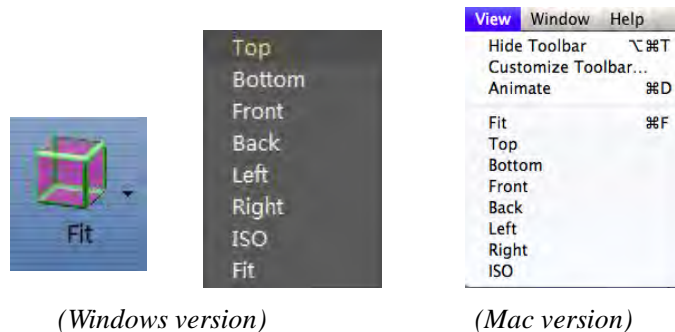 Fit
Top
Bottom
Front
Back
Left
Right
ISO
Fit
View Window Help
Hide Toolbar ⌥⌘T
Customize Toolbar...
Animate ⌘D
Fit ⌘F
Top
Bottom
Front
Back
Left
Right
ISO
(Windows version)
(Mac version)